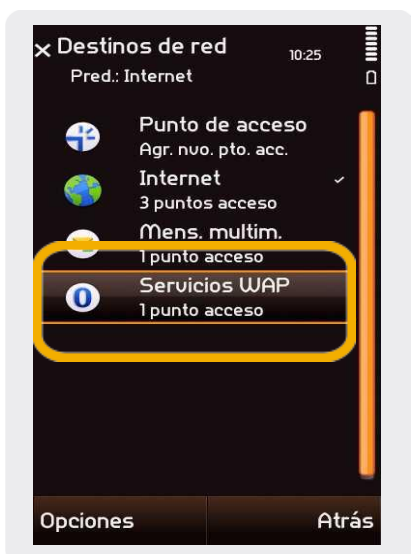 × Destinos de red
10:25
Pred.: Internet
Punto de acceso
Agr. nvo. pto. acc.
Internet
3 puntos acceso
Mens. multim.
1 punto acceso
Servicios WAP
1 punto acceso
Opciones
Atrás